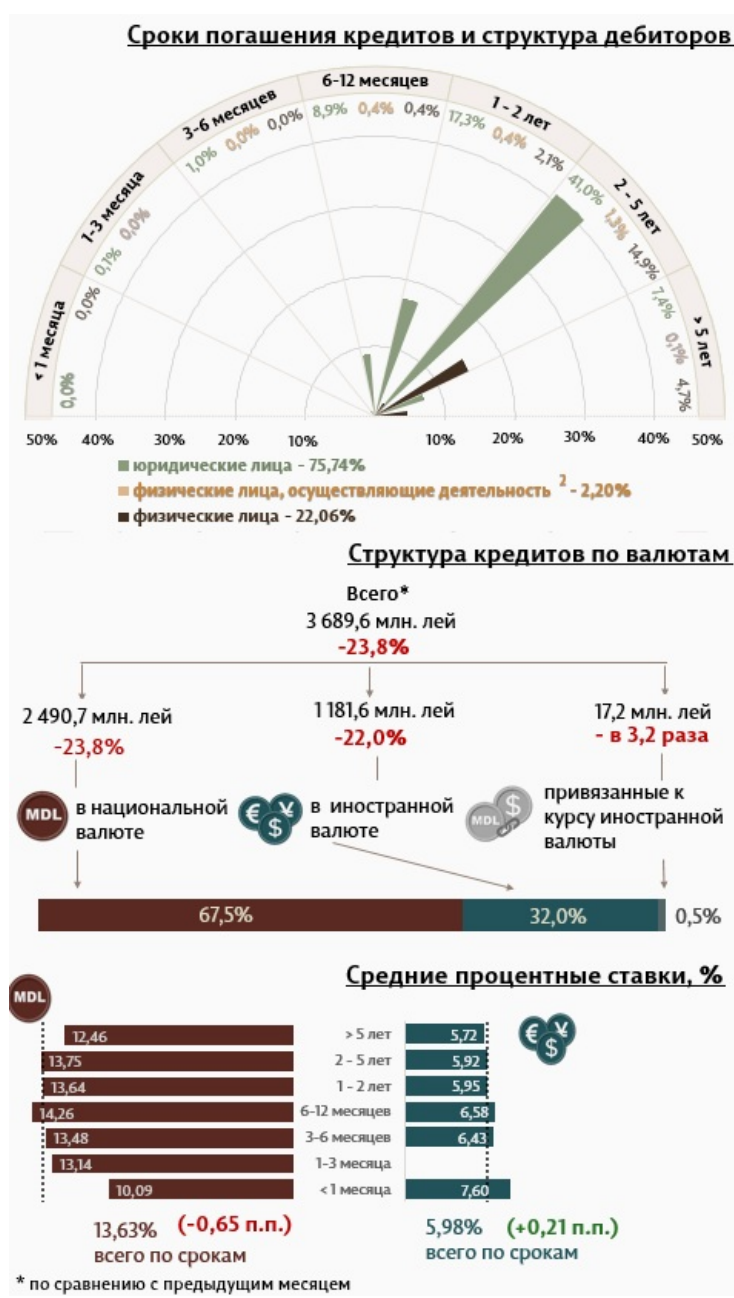 Сроки погашения кредитов и структура дебиторов
< 1 месяца
1-3 месяца
3-6 месяцев
6-12 месяцев
1 - 2 лет
2 - 5 лет
> 5 лет
0,0%
0,0%
0,1%
0,0%
1,0%
0,0%
0,0%
8,9%
0,4%
0,4%
17,3%
0,4%
2,1%
41,0%
1,3%
14,9%
7,4%
0,1%
4,7%
50% 40% 30% 20% 10% 10% 20% 30% 40% 50%
юридические лица - 75,74%
физические лица, осуществляющие деятельность 2 - 2,20%
физические лица - 22,06%
Структура кредитов по валютам
Всего*
3 689,6 млн. лей
-23,8%
2 490,7 млн. лей
-23,8%
1 181,6 млн. лей
-22,0%
17,2 млн. лей
- в 3,2 раза
MDL
в национальной
валюте
€ ¥ $
в иностранной
валюте
MDL $
привязанные к
курсу иностранной
валюты
67,5% 32,0% 0,5%
Средние процентные ставки, %
MDL
€ ¥ $
12,46 > 5 лет 5,72
13,75 2 - 5 лет 5,92
13,64 1 - 2 лет 5,95
14,26 6-12 месяцев 6,58
13,48 3-6 месяцев 6,43
13,14 1-3 месяца
10,09 < 1 месяца 7,60
13,63% (-0,65 п.п.)
всего по срокам
5,98% (+0,21 п.п.)
всего по срокам
* по сравнению с предыдущим месяцем